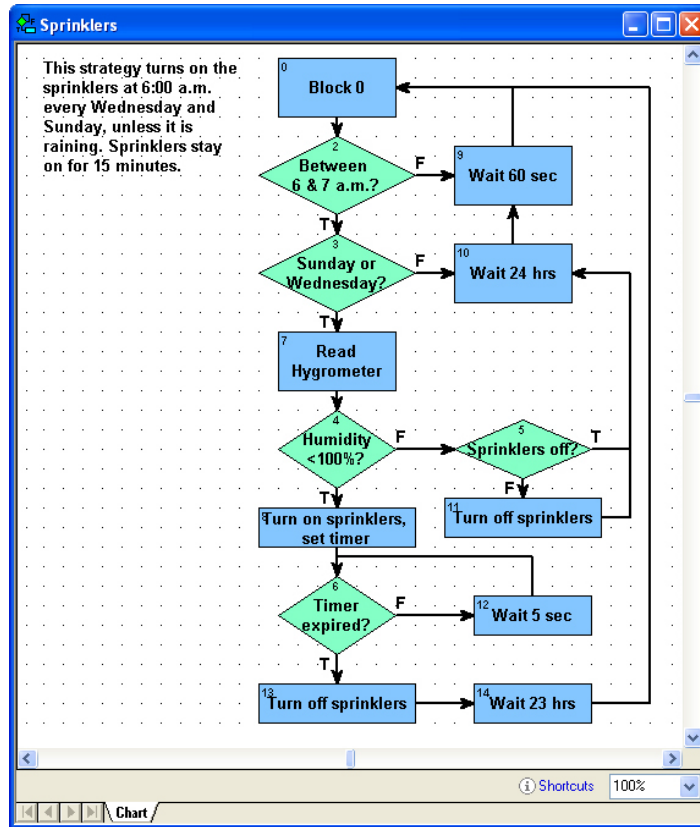 Sprinklers
This strategy turns on the
sprinklers at 6:00 a.m.
every Wednesday and
Sunday, unless it is
raining. Sprinklers stay
on for 15 minutes.
0
Block 0
2
Between
6 & 7 a.m.?
F
9
Wait 60 sec
T
3
Sunday or
Wednesday?
F
10
Wait 24 hrs
T
7
Read
Hygrometer
4
Humidity
<100%?
F
5
Sprinklers off?
T
T
F
8
Turn on sprinklers,
set timer
11
Turn off sprinklers
6
Timer
expired?
F
12
Wait 5 sec
T
13
Turn off sprinklers
14
Wait 23 hrs
Shortcuts
100%
Chart